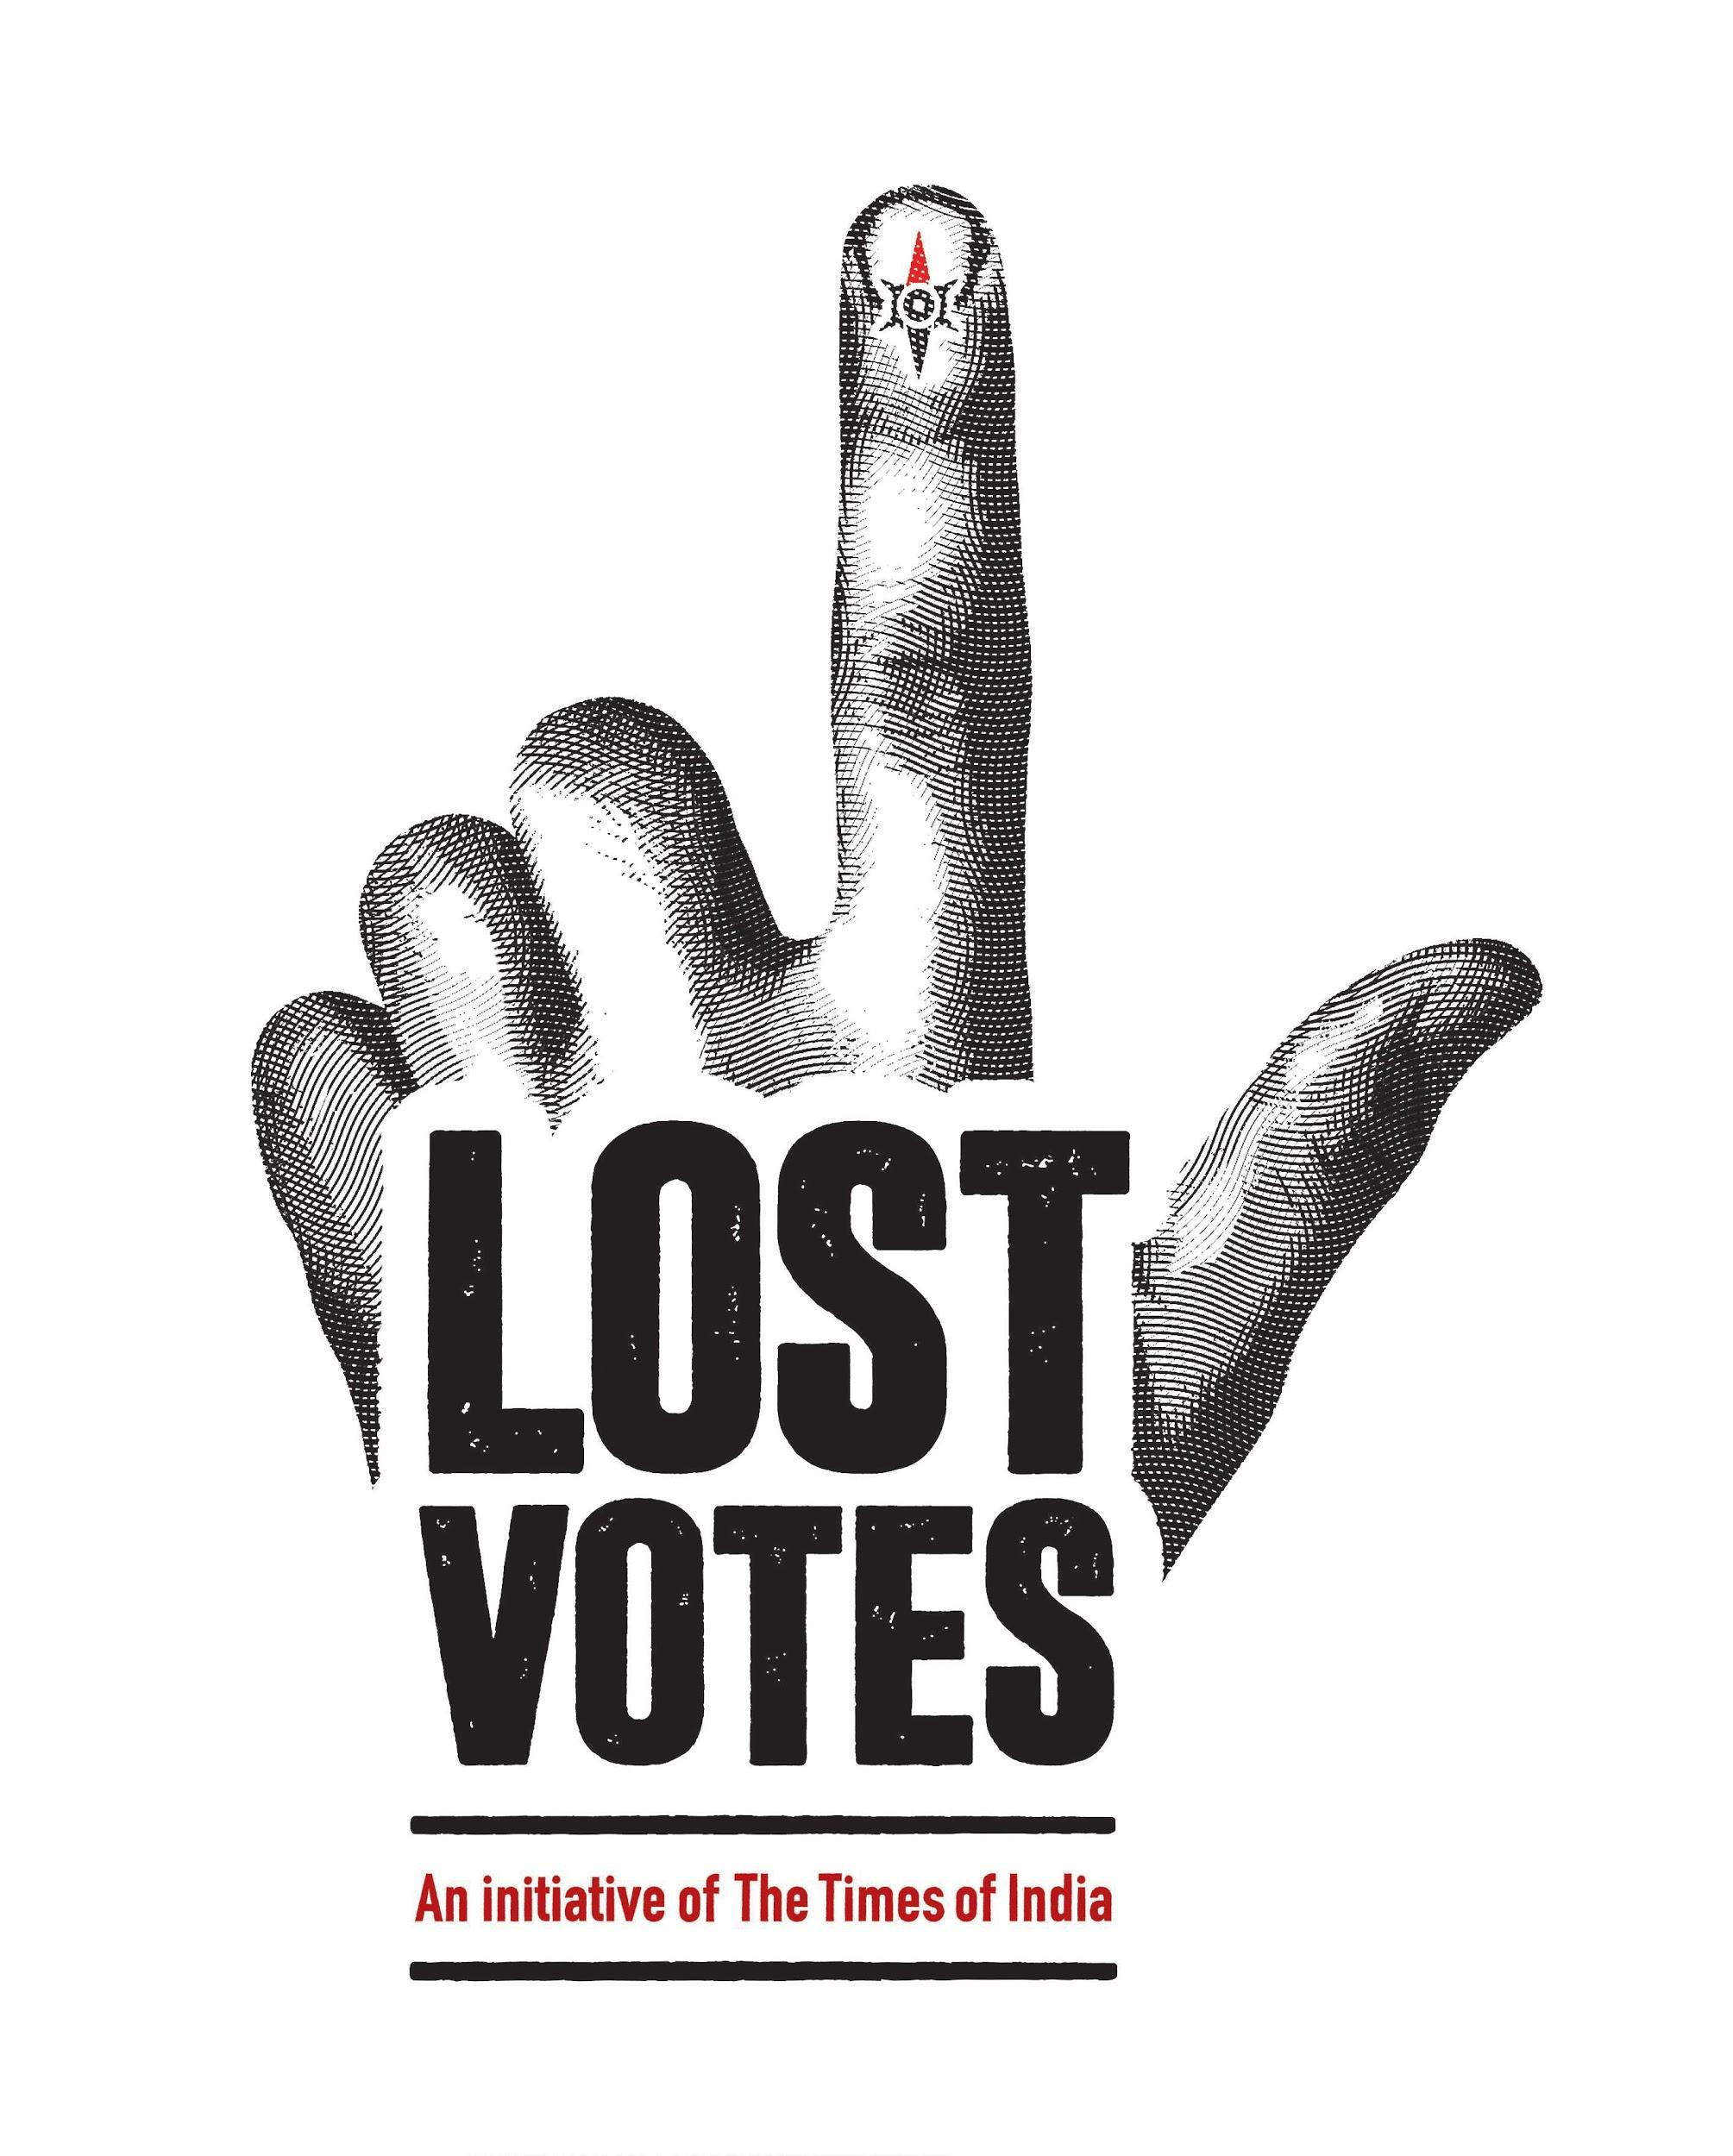 LOST
VOTES
An initiative of The Times of India